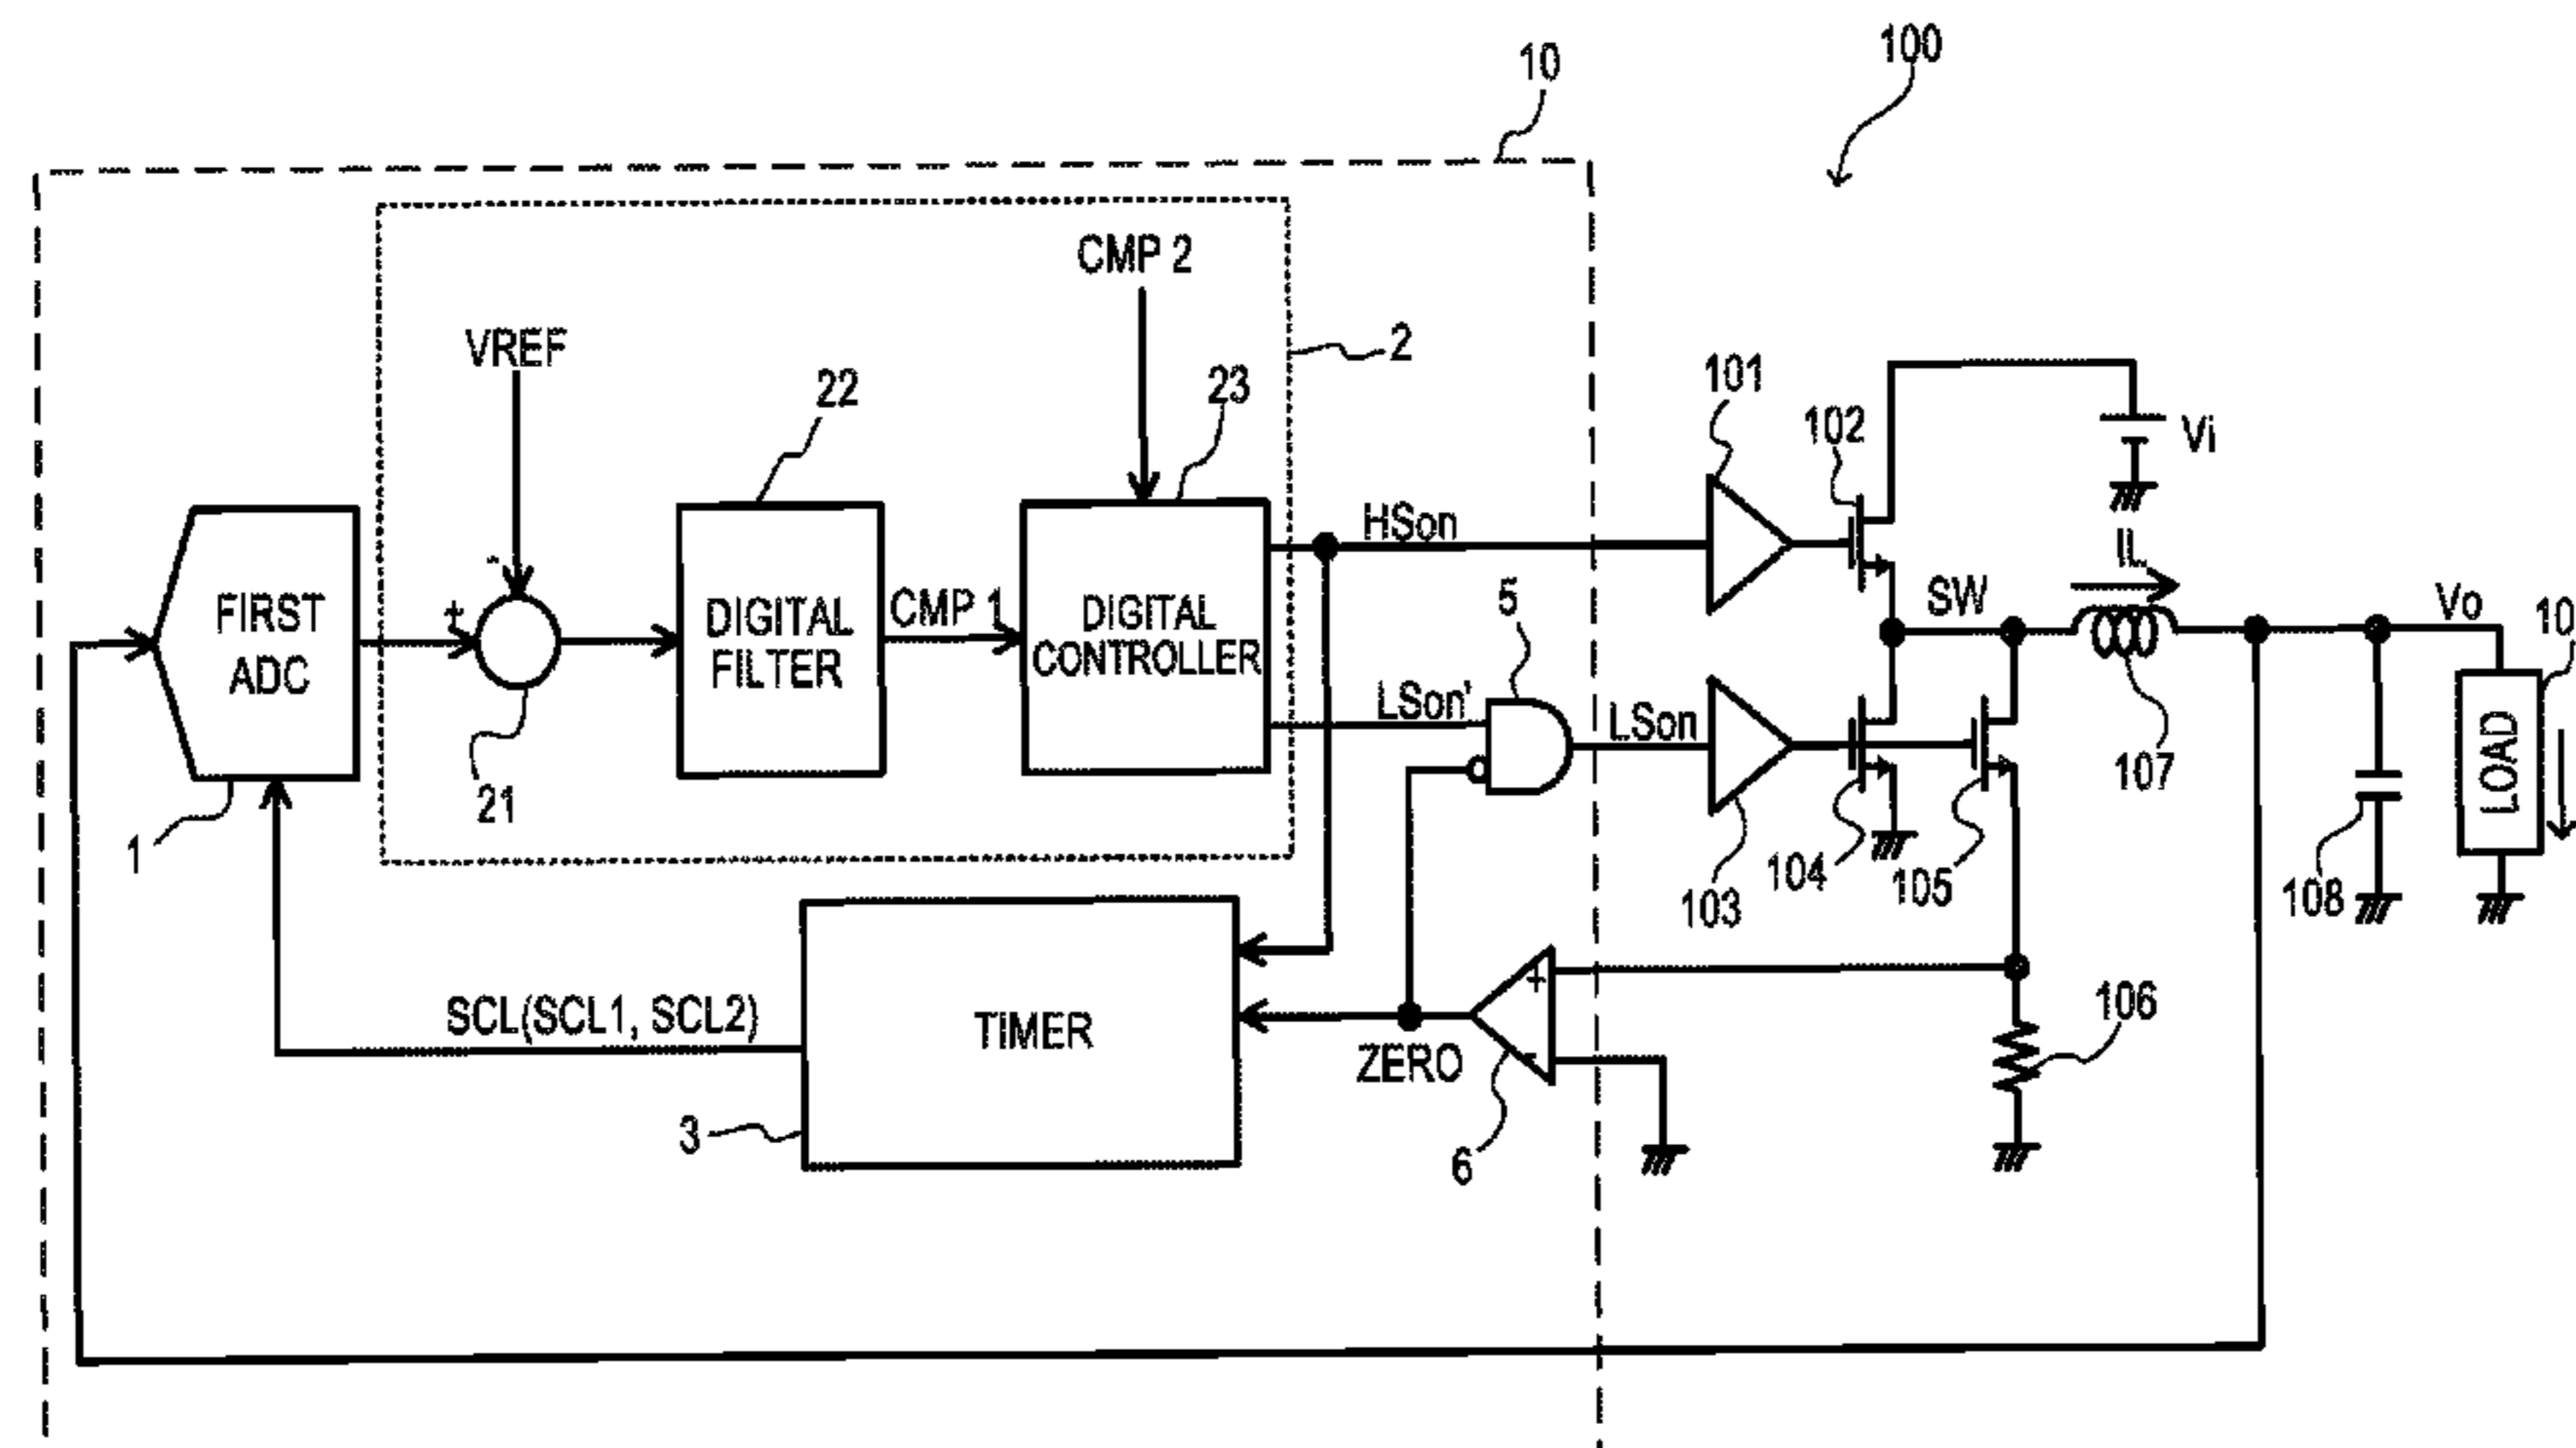 100
10
CMP 2
VREF
2
22
23
101
102
Vi
HSon
IL
FIRST
ADC
+
-
DIGITAL
FILTER
CMP 1
DIGITAL
CONTROLLER
5
SW
Vo
10
LSon'
LSon
LOAD
107
1
21
104
105
103
108
SCL(SCL1, SCL2)
TIMER
ZERO
+
-
106
3
6